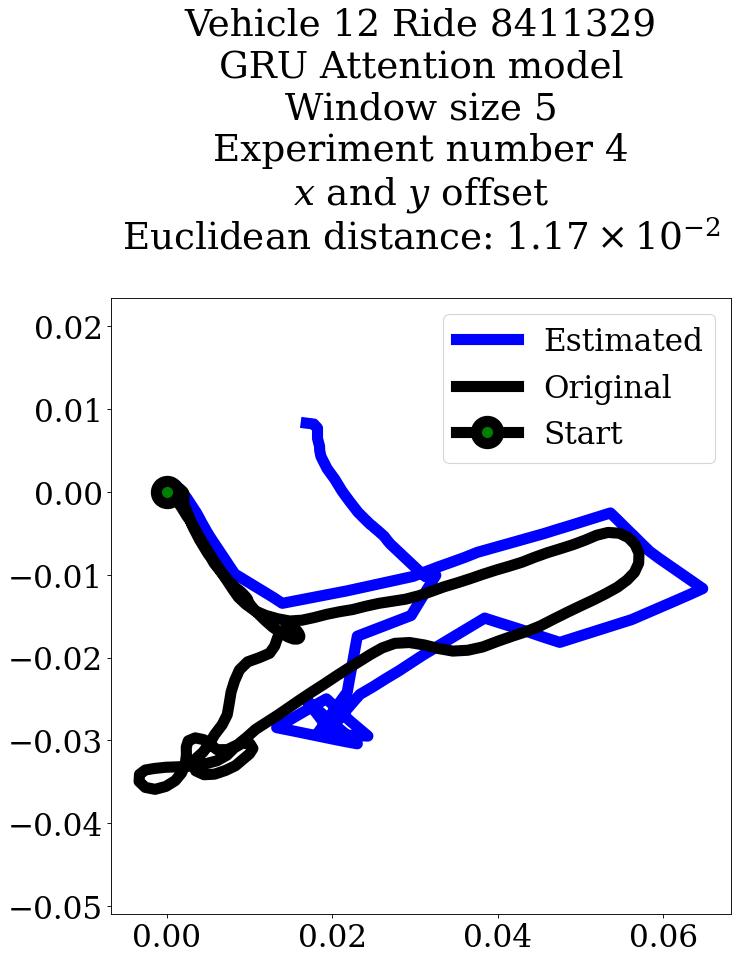 Vehicle 12 Ride 8411329
GRU Attention model
Window size 5
Experiment number 4
x and y offset
Euclidean distance: 1.17 × 10⁻²
Estimated
Original
Start
0.02
0.01
0.00
−0.01
−0.02
−0.03
−0.04
−0.05
0.00 0.02 0.04 0.06